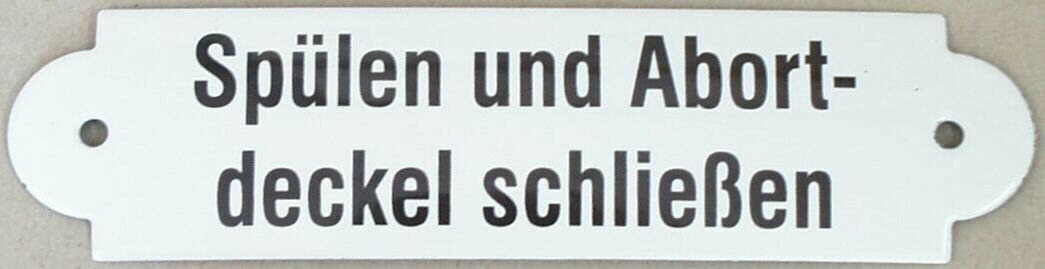 Spülen und Abort-
deckel schließen